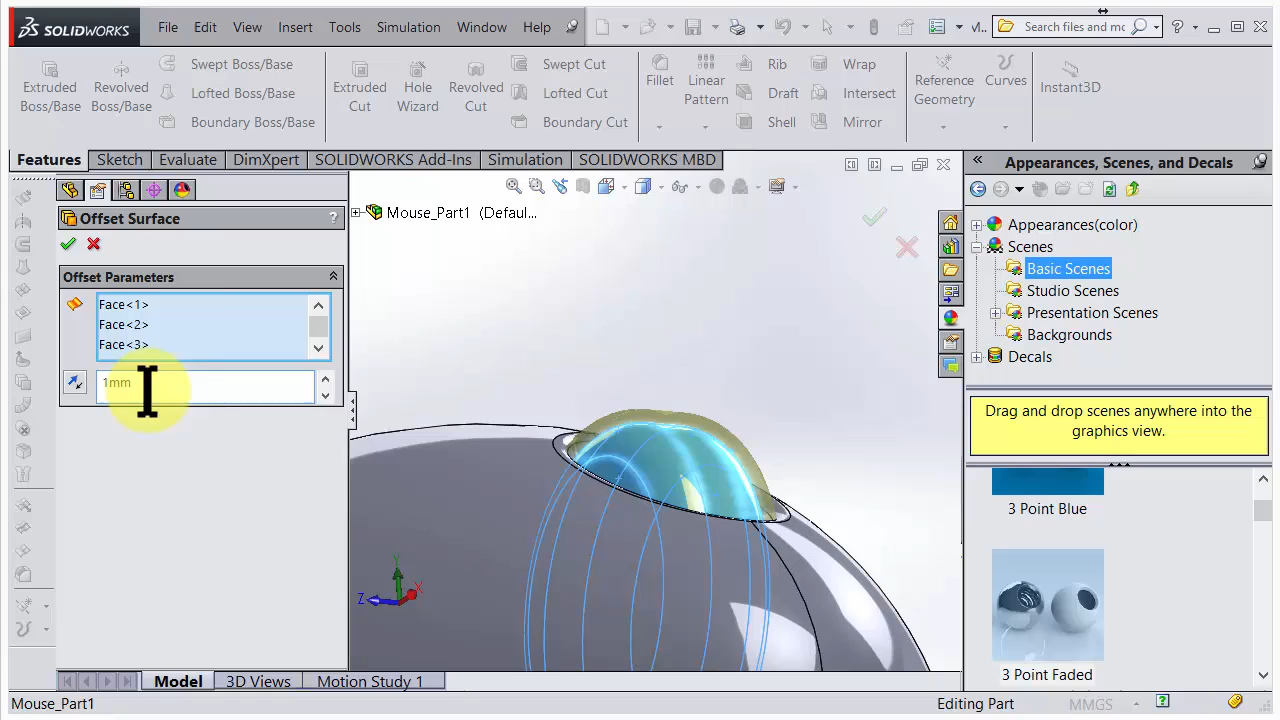 SOLIDWORKS File Edit View Insert Tools Simulation Window Help M.. Search files and mc ?
Extruded Boss/Base
Revolved Boss/Base
Swept Boss/Base
Lofted Boss/Base
Boundary Boss/Base
Extruded Cut
Hole Wizard
Revolved Cut
Swept Cut
Lofted Cut
Boundary Cut
Fillet
Linear Pattern
Rib
Draft
Shell
Wrap
Intersect
Mirror
Reference Geometry
Curves
Instant3D
Features Sketch Evaluate DimXpert SOLIDWORKS Add-Ins Simulation SOLIDWORKS MBD
Offset Surface ?
Offset Parameters
Face<1>
Face<2>
Face<3>
1mm
Mouse_Part1 (Defaul...
Y
Z
X
Appearances, Scenes, and Decals
Appearances(color)
Scenes
Basic Scenes
Studio Scenes
Presentation Scenes
Backgrounds
Decals
Drag and drop scenes anywhere into the
graphics view.
3 Point Blue
3 Point Faded
Model 3D Views Motion Study 1
Mouse_Part1 Editing Part MMGS ?